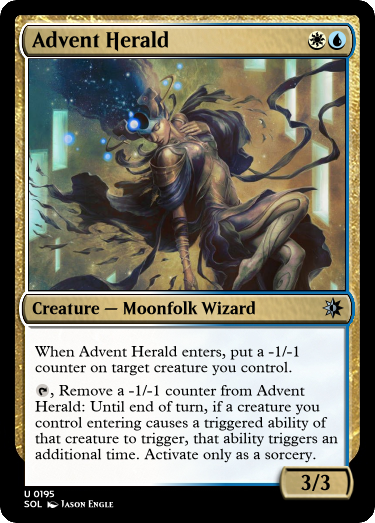 Advent Herald
Creature — Moonfolk Wizard
When Advent Herald enters, put a -1/-1
counter on target creature you control.
, Remove a -1/-1 counter from Advent
Herald: Until end of turn, if a creature you
control entering causes a triggered ability of
that creature to trigger, that ability triggers an
additional time. Activate only as a sorcery.
3/3
U 0195
SOL Jason Engle